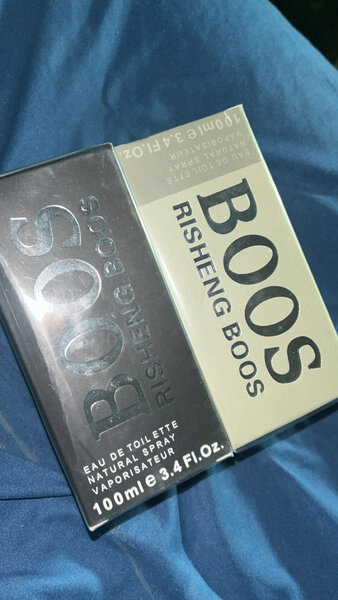 BOOS
RISHENG BOOS
EAU DE TOILETTE
NATURAL SPRAY
VAPORISATEUR
100ml e 3.4 Fl.Oz.
BOOS
RISHENG BOOS
EAU DE TOILETTE
NATURAL SPRAY
VAPORISATEUR
100ml e 3.4 Fl.Oz.